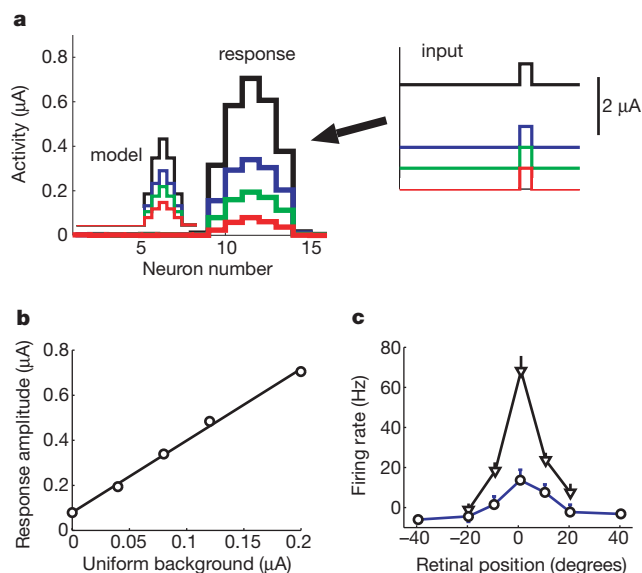 a
response
input
Activity (μA)
0.8
0.6
0.4
0.2
0
model
2 μA
5 10 15
Neuron number
b
Response amplitude (μA)
0.8
0.6
0.4
0.2
0
0 0.05 0.1 0.15 0.2
Uniform background (μA)
c
Firing rate (Hz)
80
60
40
20
0
−40 −20 0 20 40
Retinal position (degrees)